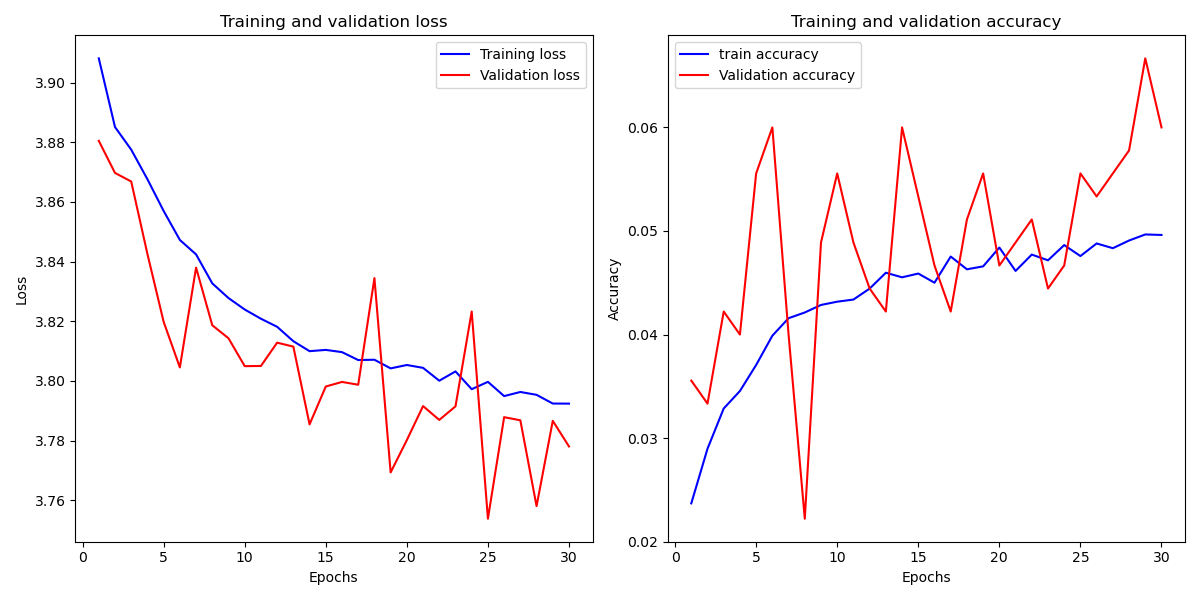 Training and validation loss
Training loss
Validation loss
3.90
3.88
3.86
3.84
3.82
3.80
3.78
3.76
Loss
0 5 10 15 20 25 30
Epochs
Training and validation accuracy
train accuracy
Validation accuracy
0.06
0.05
0.04
0.03
0.02
Accuracy
0 5 10 15 20 25 30
Epochs